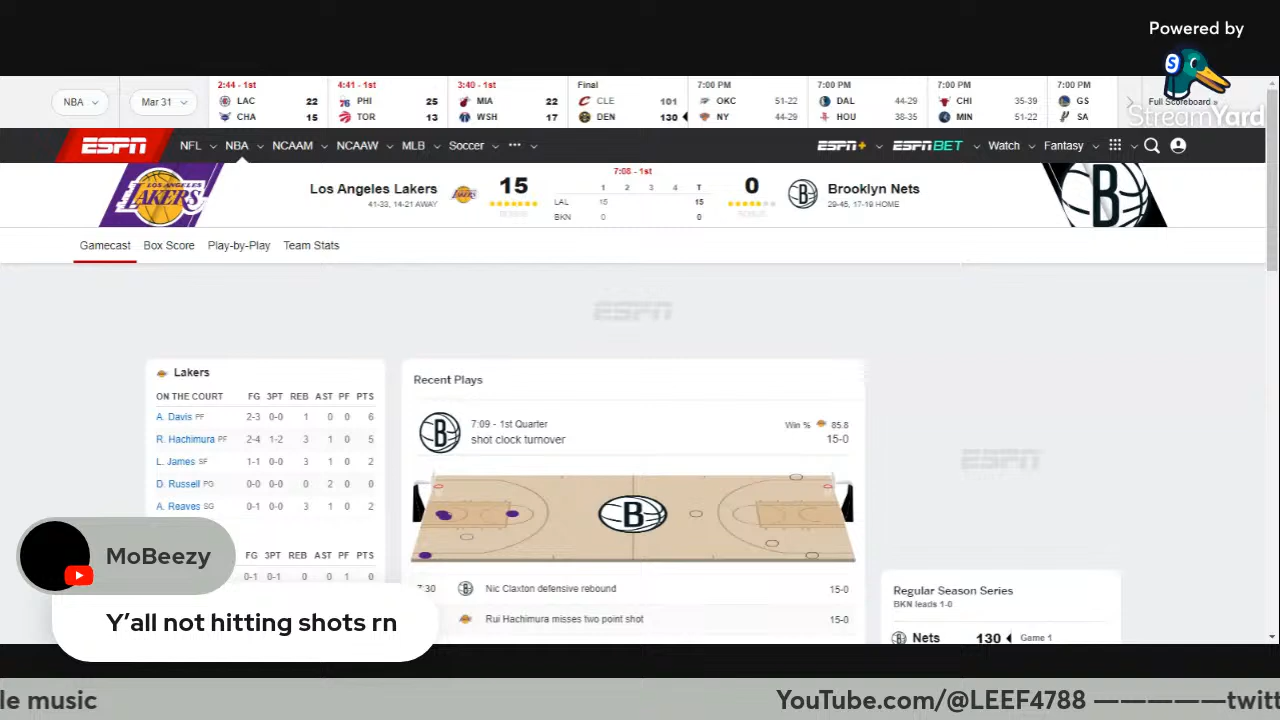 Powered by
StreamYard
NBA
Mar 31
2:44 - 1st
LAC 22
CHA 15
4:41 - 1st
PHI 25
TOR 13
3:40 - 1st
MIA 22
WSH 17
Final
CLE 101
DEN 130
7:00 PM
OKC 51-22
NY 44-29
7:00 PM
DAL 44-29
HOU 38-35
7:00 PM
CHI 35-39
MIN 51-22
7:00 PM
GS
SA
Full Scoreboard »
ESPN NFL NBA NCAAM NCAAW MLB Soccer ••• ESPN+ ESPN BET Watch Fantasy
LOS ANGELES
LAKERS
Los Angeles Lakers
41-33, 14-21 AWAY
15
7:08 - 1st
1 2 3 4 T
LAL 15 15
BKN 0 0
0
Brooklyn Nets
29-45, 17-19 HOME
B
Gamecast Box Score Play-by-Play Team Stats
ESPN
Lakers
ON THE COURT FG 3PT REB AST PF PTS
A. Davis PF 2-3 0-0 1 0 0 6
R. Hachimura PF 2-4 1-2 3 1 0 5
L. James SF 1-1 0-0 3 1 0 2
D. Russell PG 0-0 0-0 0 2 0 0
A. Reaves SG 0-1 0-0 3 1 0 2
FG 3PT REB AST PF PTS
0-1 0-1 0 0 1 0
Recent Plays
7:09 - 1st Quarter
shot clock turnover
Win % 85.8
15-0
B
7:30 Nic Claxton defensive rebound 15-0
Rui Hachimura misses two point shot 15-0
ESPN
Regular Season Series
BKN leads 1-0
Nets 130 Game 1
MoBeezy
Y'all not hitting shots rn
le music
YouTube.com/@LEEF4788 —————twitt